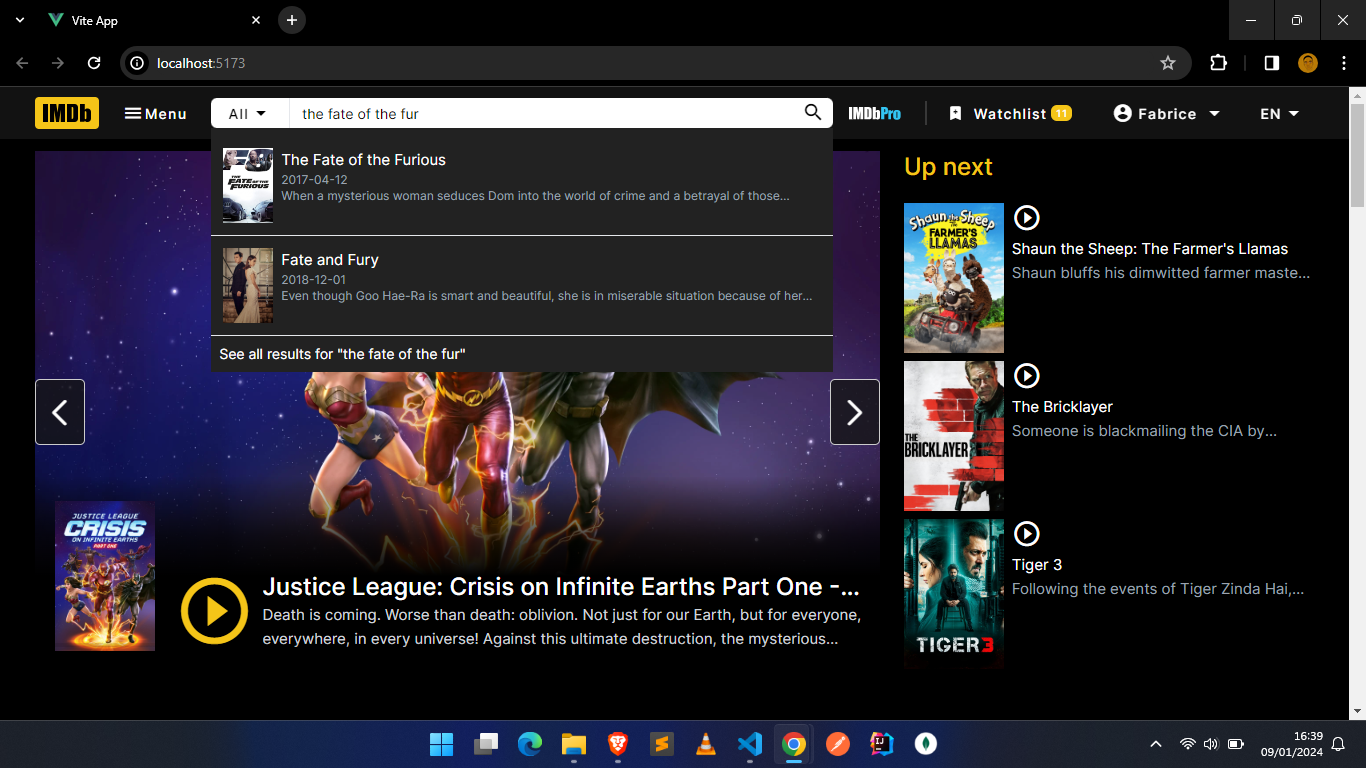 Vite App
localhost:5173
IMDb
Menu
All
the fate of the fur
IMDbPro
Watchlist 11
Fabrice
EN
THE FATE OF THE FURIOUS
The Fate of the Furious
2017-04-12
When a mysterious woman seduces Dom into the world of crime and a betrayal of those...
Fate and Fury
2018-12-01
Even though Goo Hae-Ra is smart and beautiful, she is in miserable situation because of her...
See all results for "the fate of the fur"
JUSTICE LEAGUE
CRISIS
ON INFINITE EARTHS
PART ONE
Justice League: Crisis on Infinite Earths Part One -...
Death is coming. Worse than death: oblivion. Not just for our Earth, but for everyone,
everywhere, in every universe! Against this ultimate destruction, the mysterious...
Up next
Shaun the Sheep
THE FARMER'S
LLAMAS
Shaun the Sheep: The Farmer's Llamas
Shaun bluffs his dimwitted farmer maste...
THE
BRICKLAYER
The Bricklayer
Someone is blackmailing the CIA by...
TIGER 3
Tiger 3
Following the events of Tiger Zinda Hai,...
16:39
09/01/2024